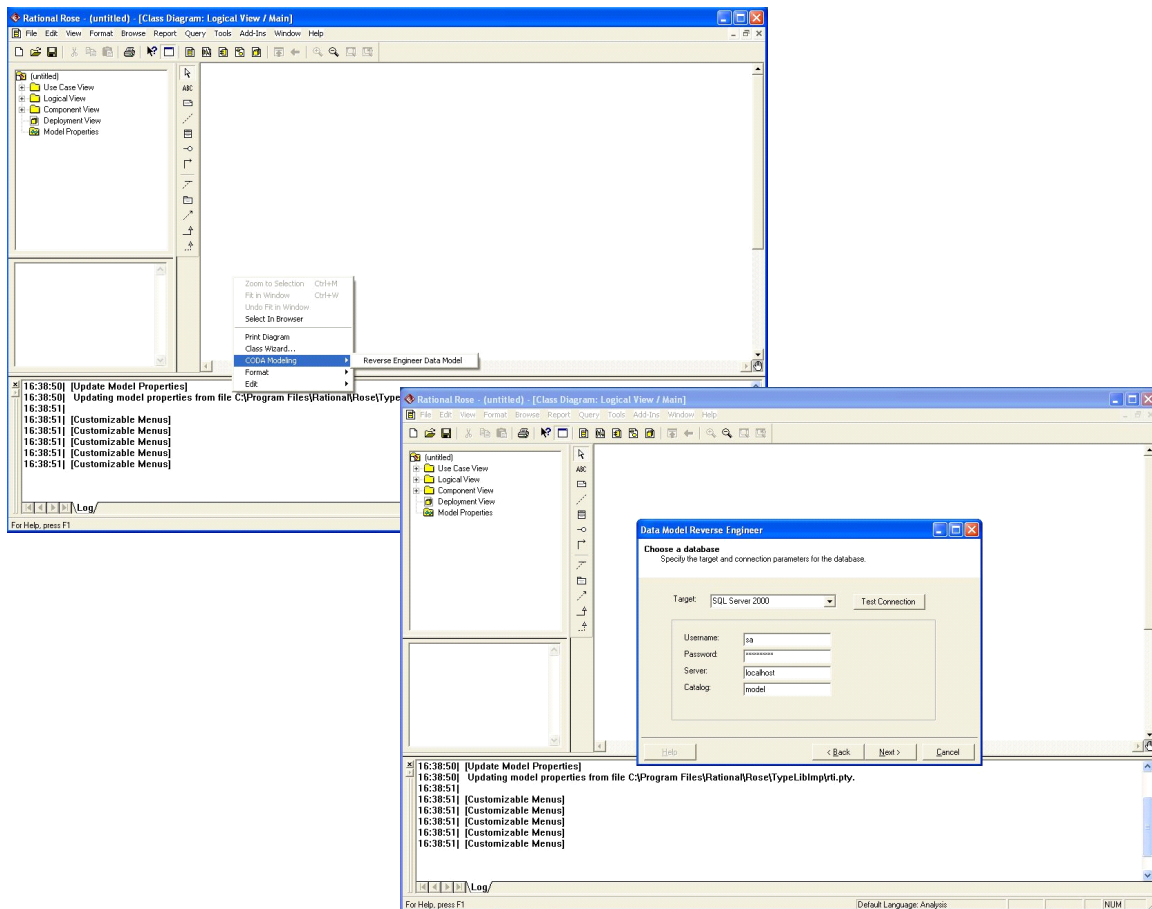 Rational Rose - (untitled) - [Class Diagram: Logical View / Main]
File Edit View Format Browse Report Query Tools Add-Ins Window Help
(untitled)
Use Case View
Logical View
Component View
Deployment View
Model Properties
ABC
Zoom to Selection Ctrl+M
Fit in Window Ctrl+W
Undo Fit in Window
Select In Browser
Print Diagram
Class Wizard...
CODA Modeling
Reverse Engineer Data Model
Format
Edit
16:38:50| [Update Model Properties]
16:38:50| Updating model properties from file C:\Program Files\Rational\Rose\Type
16:38:51|
16:38:51| [Customizable Menus]
16:38:51| [Customizable Menus]
16:38:51| [Customizable Menus]
16:38:51| [Customizable Menus]
16:38:51| [Customizable Menus]
Log
For Help, press F1
Rational Rose - (untitled) - [Class Diagram: Logical View / Main]
File Edit View Format Browse Report Query Tools Add-Ins Window Help
(untitled)
Use Case View
Logical View
Component View
Deployment View
Model Properties
ABC
Data Model Reverse Engineer
Choose a database
Specify the target and connection parameters for the database.
Target: SQL Server 2000 Test Connection
Username: sa
Password: *********
Server: localhost
Catalog: model
Help < Back Next > Cancel
16:38:50| [Update Model Properties]
16:38:50| Updating model properties from file C:\Program Files\Rational\Rose\TypeLibImp\rti.pty.
16:38:51|
16:38:51| [Customizable Menus]
16:38:51| [Customizable Menus]
16:38:51| [Customizable Menus]
16:38:51| [Customizable Menus]
16:38:51| [Customizable Menus]
Log
For Help, press F1 Default Language: Analysis NUM